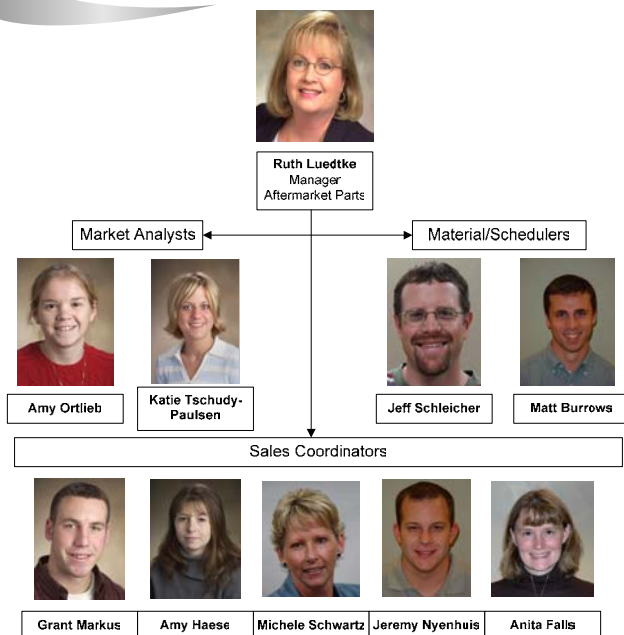 Ruth Luedtke
Manager
Aftermarket Parts
Market Analysts
Material/Schedulers
Amy Ortlieb
Katie Tschudy-
Paulsen
Jeff Schleicher
Matt Burrows
Sales Coordinators
Grant Markus
Amy Haese
Michele Schwartz
Jeremy Nyenhuis
Anita Falls